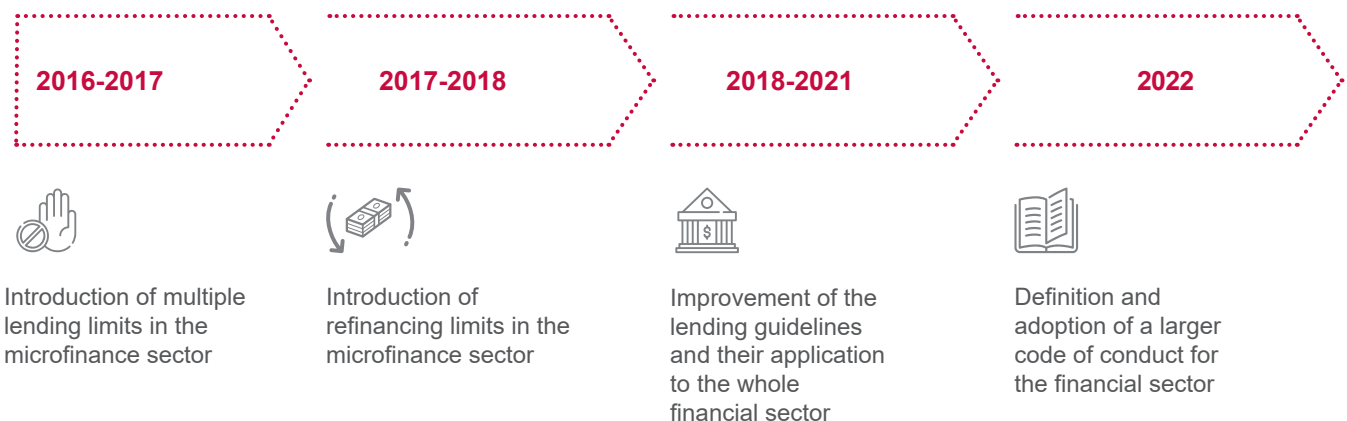 2016-2017
2017-2018
2018-2021
2022
$
Introduction of multiple
lending limits in the
microfinance sector
Introduction of
refinancing limits in the
microfinance sector
Improvement of the
lending guidelines
and their application
to the whole
financial sector
Definition and
adoption of a larger
code of conduct for
the financial sector